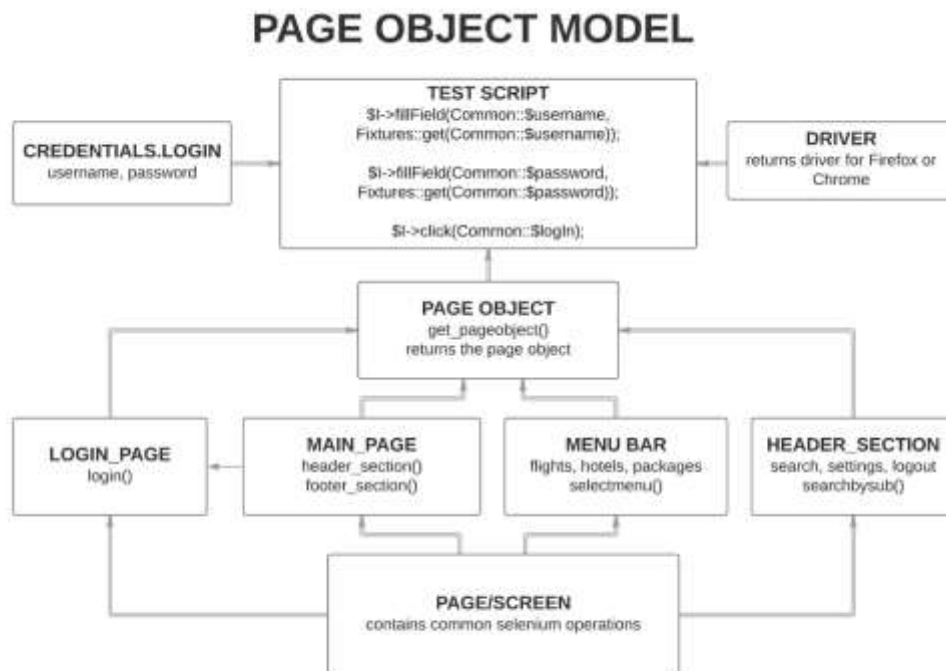 PAGE OBJECT MODEL
TEST SCRIPT
$I->fillField(Common::$username,
Fixtures::get(Common::$username));
$I->fillField(Common::$password,
Fixtures::get(Common::$password));
$I->click(Common::$logIn);
CREDENTIALS.LOGIN
username, password
DRIVER
returns driver for Firefox or
Chrome
PAGE OBJECT
get_pageobject()
returns the page object
LOGIN_PAGE
login()
MAIN_PAGE
header_section()
footer_section()
MENU BAR
flights, hotels, packages
selectmenu()
HEADER_SECTION
search, settings, logout
searchbysub()
PAGE/SCREEN
contains common selenium operations